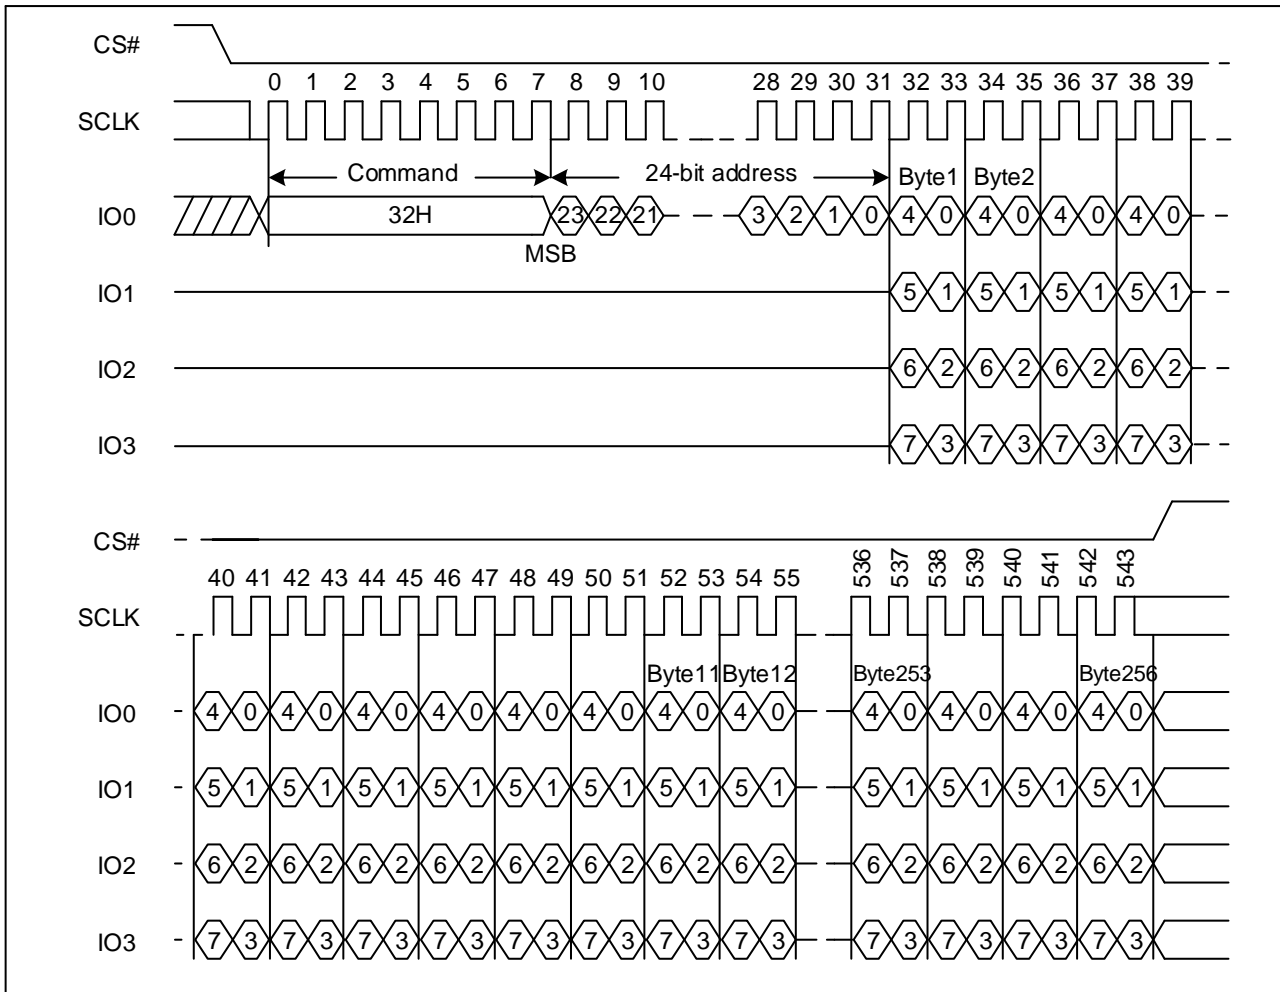 CS#
0 1 2 3 4 5 6 7 8 9 10 28 29 30 31 32 33 34 35 36 37 38 39
SCLK
Command 24-bit address Byte1 Byte2
IO0 32H 23 22 21 3 2 1 0 4 0 4 0 4 0 4 0
MSB
IO1 5 1 5 1 5 1 5 1
IO2 6 2 6 2 6 2 6 2
IO3 7 3 7 3 7 3 7 3
CS#
40 41 42 43 44 45 46 47 48 49 50 51 52 53 54 55 536 537 538 539 540 541 542 543
SCLK
Byte11 Byte12 Byte253 Byte256
IO0 4 0 4 0 4 0 4 0 4 0 4 0 4 0 4 0 4 0 4 0 4 0 4 0
IO1 5 1 5 1 5 1 5 1 5 1 5 1 5 1 5 1 5 1 5 1 5 1 5 1
IO2 6 2 6 2 6 2 6 2 6 2 6 2 6 2 6 2 6 2 6 2 6 2 6 2
IO3 7 3 7 3 7 3 7 3 7 3 7 3 7 3 7 3 7 3 7 3 7 3 7 3